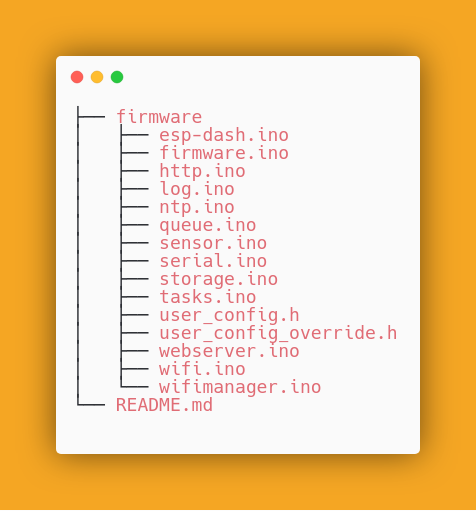 ├── firmware
│   ├── esp-dash.ino
│   ├── firmware.ino
│   ├── http.ino
│   ├── log.ino
│   ├── ntp.ino
│   ├── queue.ino
│   ├── sensor.ino
│   ├── serial.ino
│   ├── storage.ino
│   ├── tasks.ino
│   ├── user_config.h
│   ├── user_config_override.h
│   ├── webserver.ino
│   ├── wifi.ino
│   └── wifimanager.ino
└── README.md